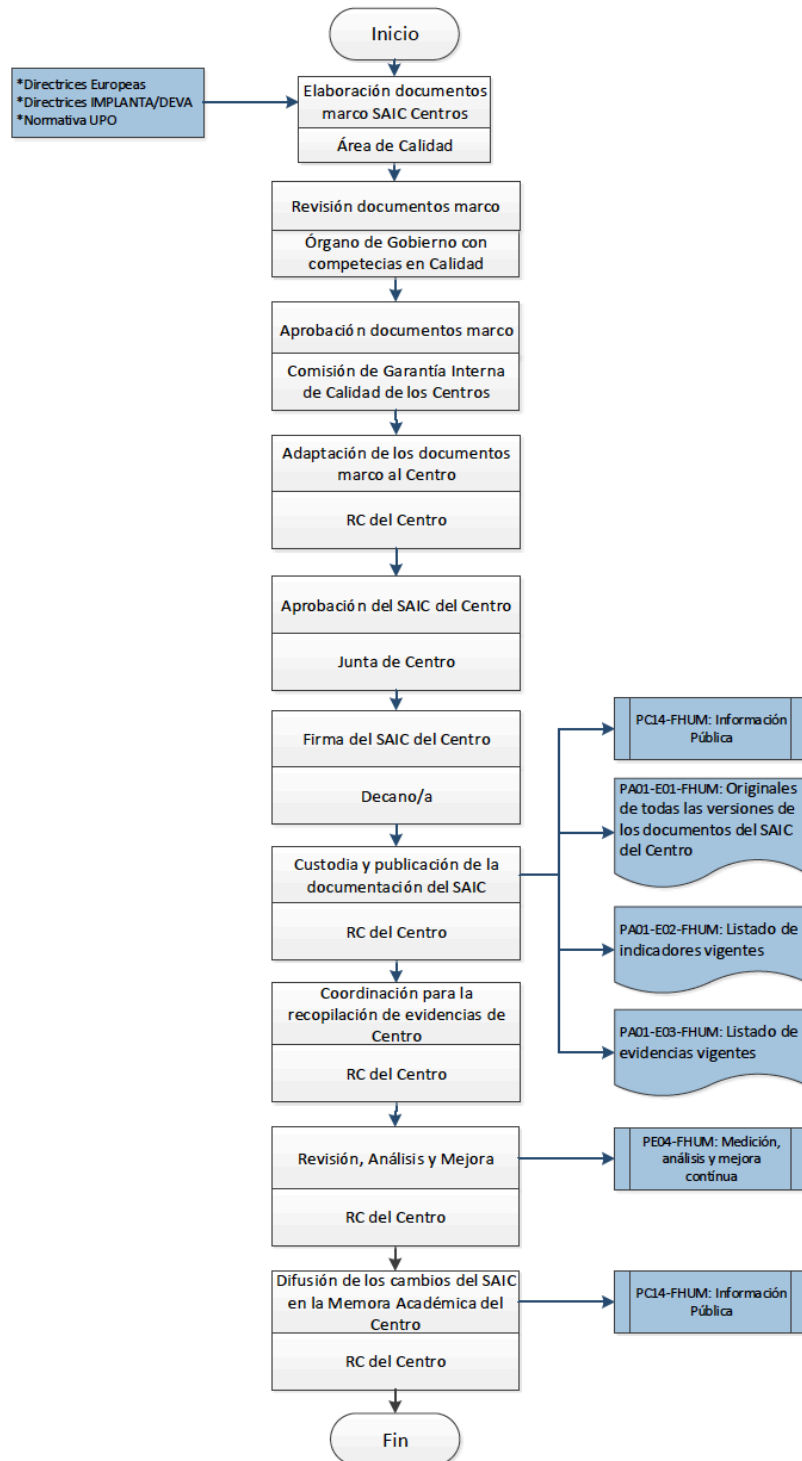 Inicio
*Directrices Europeas
*Directrices IMPLANTA/DEVA
*Normativa UPO
Elaboración documentos
marco SAIC Centros
Área de Calidad
Revisión documentos marco
Órgano de Gobierno con
competecias en Calidad
Aprobación documentos marco
Comisión de Garantía Interna
de Calidad de los Centros
Adaptación de los documentos
marco al Centro
RC del Centro
Aprobación del SAIC del Centro
Junta de Centro
Firma del SAIC del Centro
Decano/a
Custodia y publicación de la
documentación del SAIC
RC del Centro
PC14-FHUM: Información
Pública
PA01-E01-FHUM: Originales
de todas las versiones de
los documentos del SAIC
del Centro
PA01-E02-FHUM: Listado de
indicadores vigentes
PA01-E03-FHUM: Listado de
evidencias vigentes
Coordinación para la
recopilación de evidencias de
Centro
RC del Centro
Revisión, Análisis y Mejora
RC del Centro
PE04-FHUM: Medición,
análisis y mejora
contínua
Difusión de los cambios del SAIC
en la Memora Académica del
Centro
RC del Centro
PC14-FHUM: Información
Pública
Fin